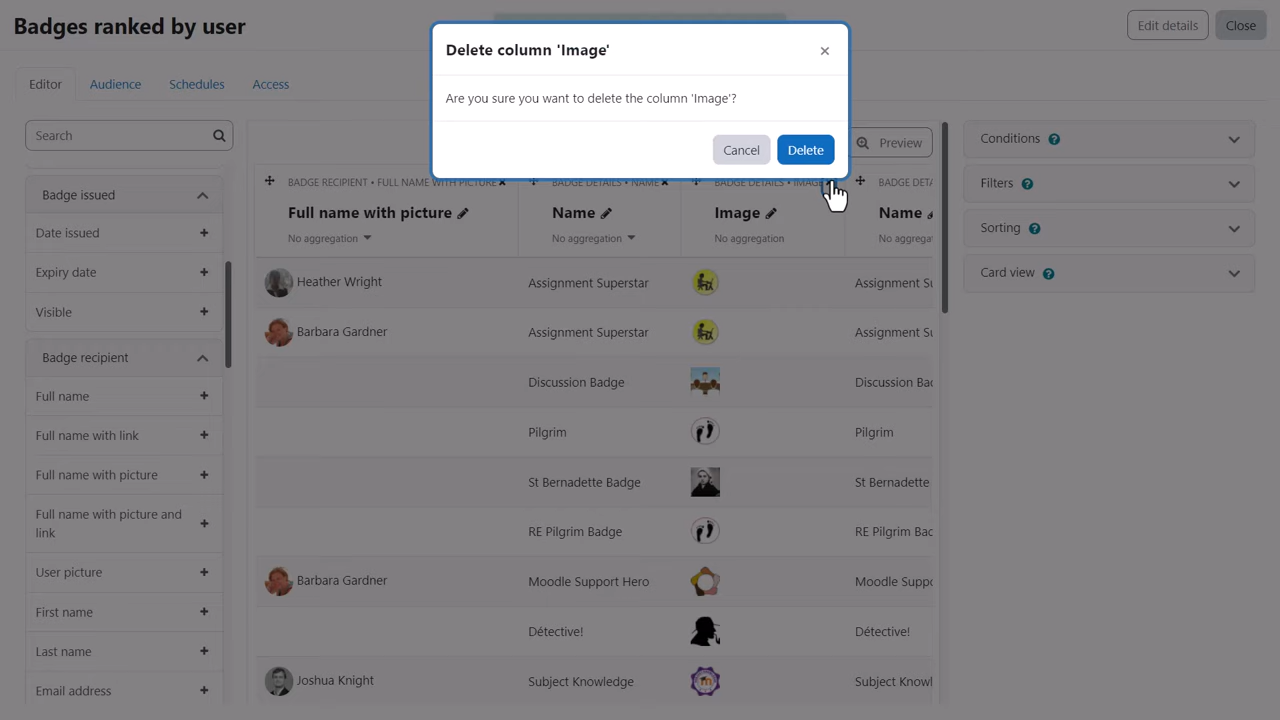 Badges ranked by user
Edit details
Close
Delete column 'Image'
×
Are you sure you want to delete the column 'Image'?
Cancel
Delete
Editor
Audience
Schedules
Access
Search
Preview
Badge issued
Date issued
Expiry date
Visible
Badge recipient
Full name
Full name with link
Full name with picture
Full name with picture and
link
User picture
First name
Last name
Email address
BADGE RECIPIENT • FULL NAME WITH PICTURE
BADGE DETAILS • NAME
BADGE DETAILS • IMAGE
BADGE DETA
Full name with picture
Name
Image
Name
No aggregation
No aggregation
No aggregation
No aggrega
Heather Wright
Assignment Superstar
Assignment Su
Barbara Gardner
Assignment Superstar
Assignment Su
Discussion Badge
Discussion Bad
Pilgrim
Pilgrim
St Bernadette Badge
St Bernadette
RE Pilgrim Badge
RE Pilgrim Bad
Barbara Gardner
Moodle Support Hero
Moodle Suppo
Détective!
Détective!
Joshua Knight
Subject Knowledge
Subject Knowl
Conditions
Filters
Sorting
Card view